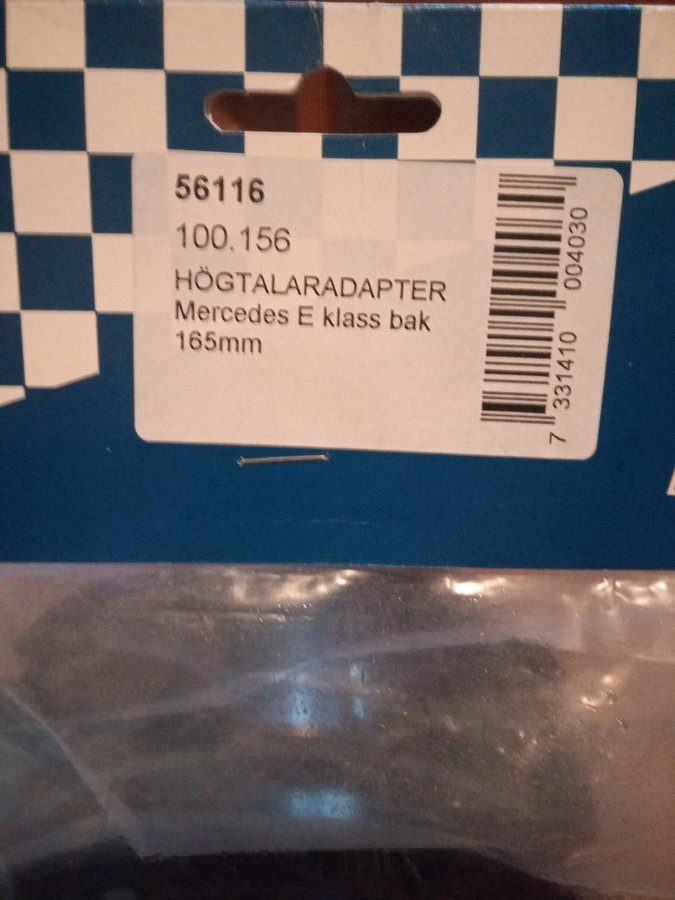 56116
100.156
HÖGTALARADAPTER
Mercedes E klass bak
165mm
7 331410 004030